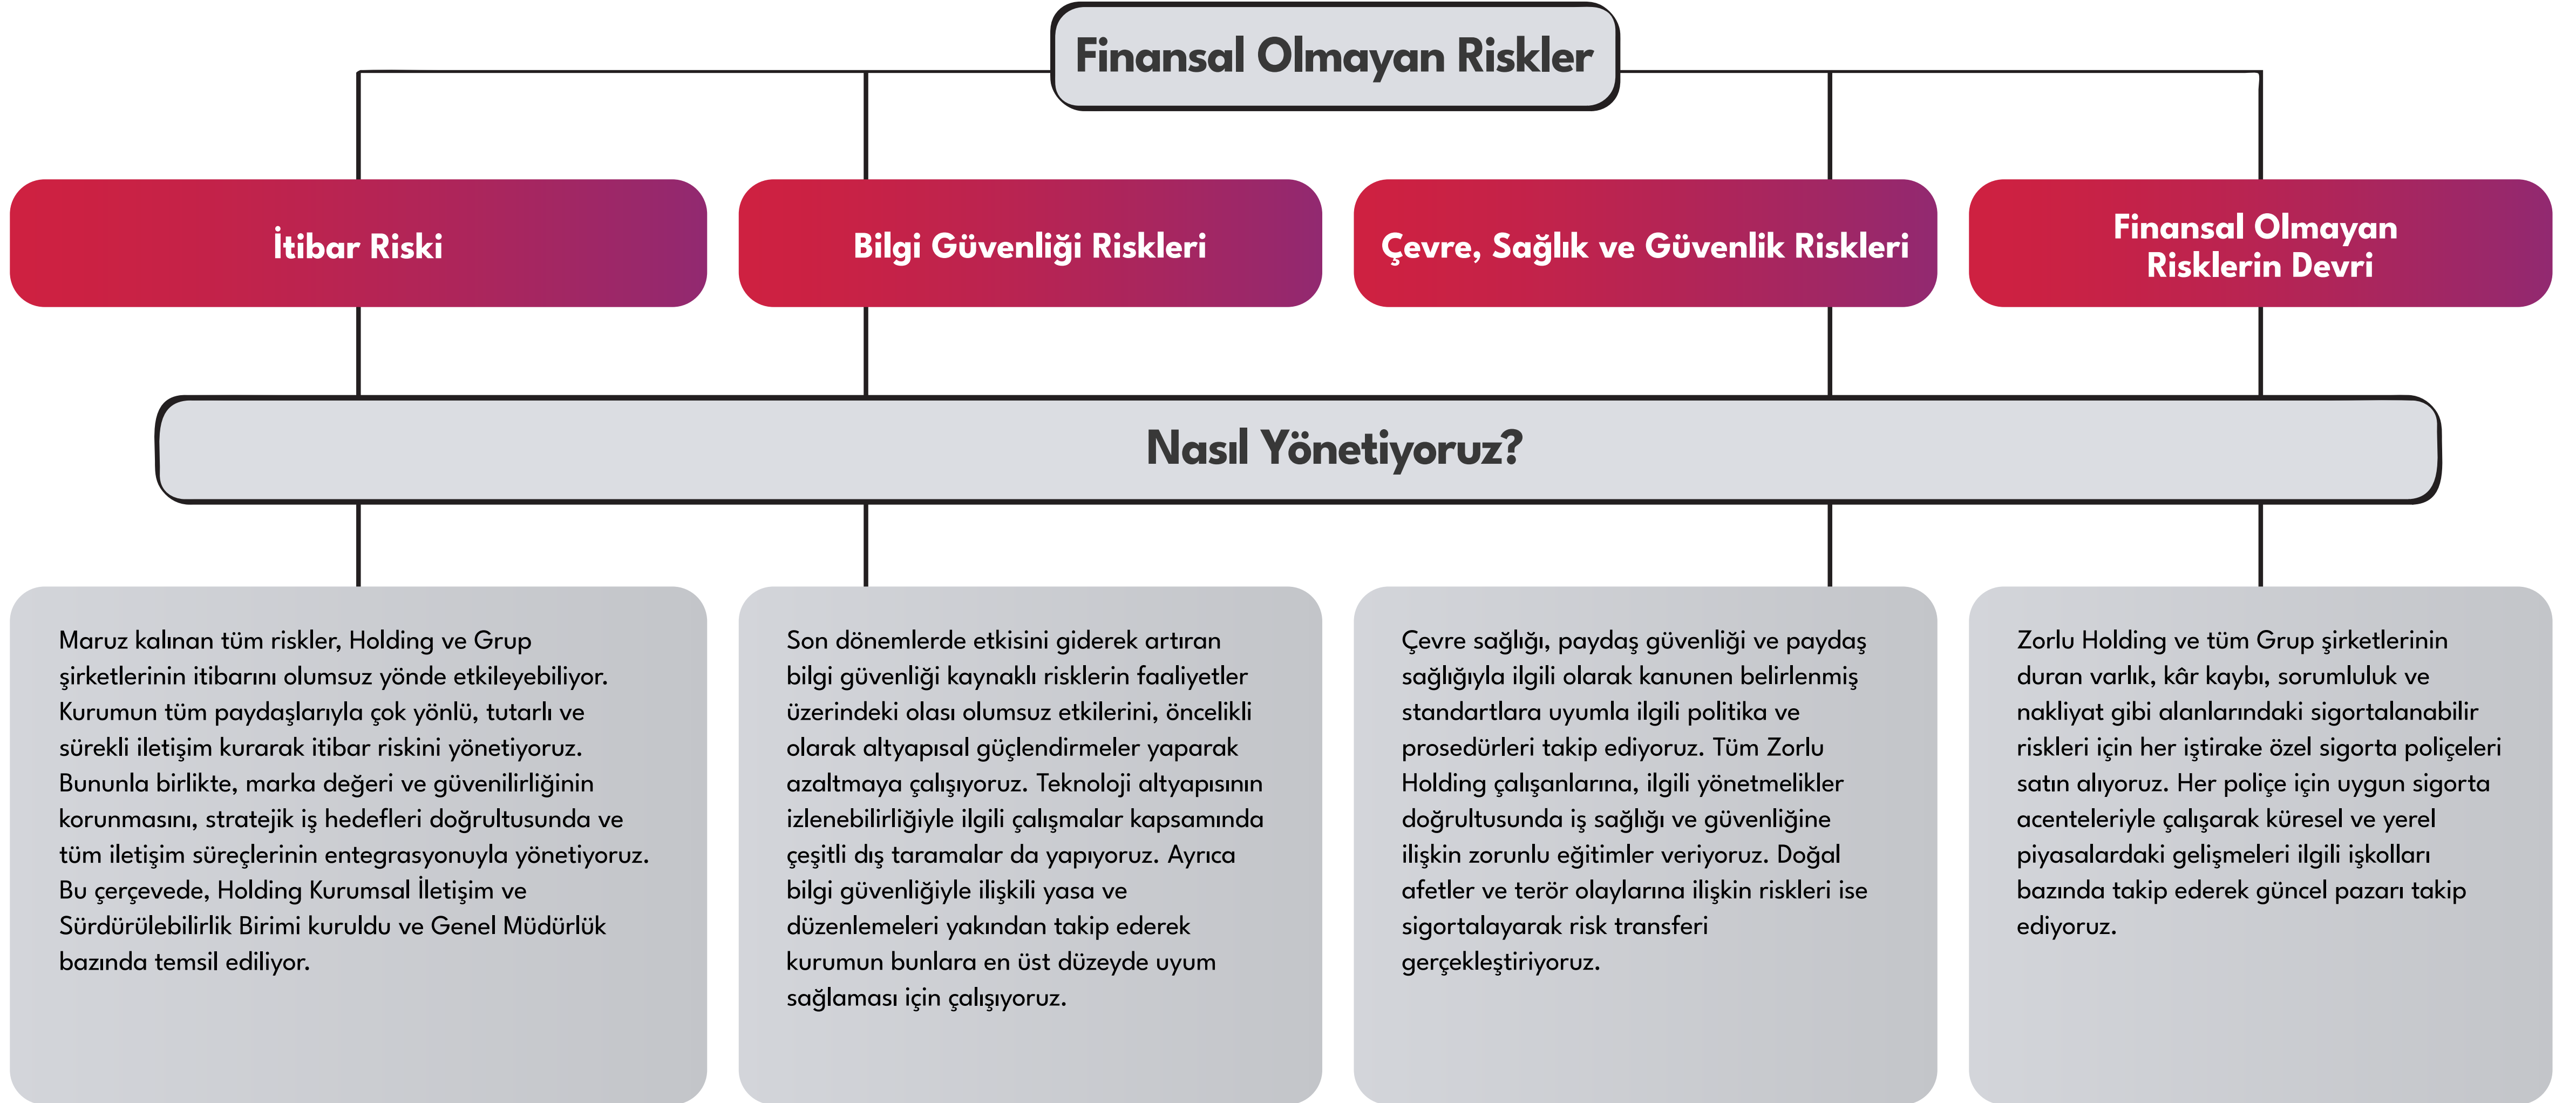 Finansal Olmayan Riskler
İtibar Riski
Bilgi Güvenliği Riskleri
Çevre, Sağlık ve Güvenlik Riskleri
Finansal Olmayan
Risklerin Devri
Nasıl Yönetiyoruz?
Maruz kalınan tüm riskler, Holding ve Grup
şirketlerinin itibarını olumsuz yönde etkileyebiliyor.
Kurumun tüm paydaşlarıyla çok yönlü, tutarlı ve
sürekli iletişim kurarak itibar riskini yönetiyoruz.
Bununla birlikte, marka değeri ve güvenilirliğinin
korunmasını, stratejik iş hedefleri doğrultusunda ve
tüm iletişim süreçlerinin entegrasyonuyla yönetiyoruz.
Bu çerçevede, Holding Kurumsal İletişim ve
Sürdürülebilirlik Birimi kuruldu ve Genel Müdürlük
bazında temsil ediliyor.
Son dönemlerde etkisini giderek artıran
bilgi güvenliği kaynaklı risklerin faaliyetler
üzerindeki olası olumsuz etkilerini, öncelikli
olarak altyapısal güçlendirmeler yaparak
azaltmaya çalışıyoruz. Teknoloji altyapısının
izlenebilirliğiyle ilgili çalışmalar kapsamında
çeşitli dış taramalar da yapıyoruz. Ayrıca
bilgi güvenliğiyle ilişkili yasa ve
düzenlemeleri yakından takip ederek
kurumun bunlara en üst düzeyde uyum
sağlaması için çalışıyoruz.
Çevre sağlığı, paydaş güvenliği ve paydaş
sağlığıyla ilgili olarak kanunen belirlenmiş
standartlara uyumla ilgili politika ve
prosedürleri takip ediyoruz. Tüm Zorlu
Holding çalışanlarına, ilgili yönetmelikler
doğrultusunda iş sağlığı ve güvenliğine
ilişkin zorunlu eğitimler veriyoruz. Doğal
afetler ve terör olaylarına ilişkin riskleri ise
sigortalayarak risk transferi
gerçekleştiriyoruz.
Zorlu Holding ve tüm Grup şirketlerinin
duran varlık, kâr kaybı, sorumluluk ve
nakliyat gibi alanlarındaki sigortalanabilir
riskleri için her iştirake özel sigorta poliçeleri
satın alıyoruz. Her poliçe için uygun sigorta
acenteleriyle çalışarak küresel ve yerel
piyasalardaki gelişmeleri ilgili işkolları
bazında takip ederek güncel pazarı takip
ediyoruz.